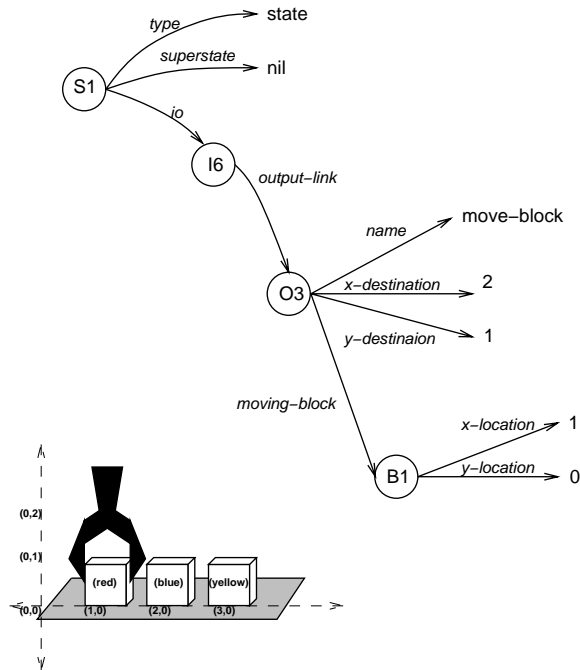 type
state
superstate
nil
S1
io
I6
output−link
name
move−block
O3
x−destination
2
y−destinaion
1
moving−block
x−location
1
B1
y−location
0
(0,2)
(0,1)
(red)
(blue)
(yellow)
(0,0)
(1,0)
(2,0)
(3,0)